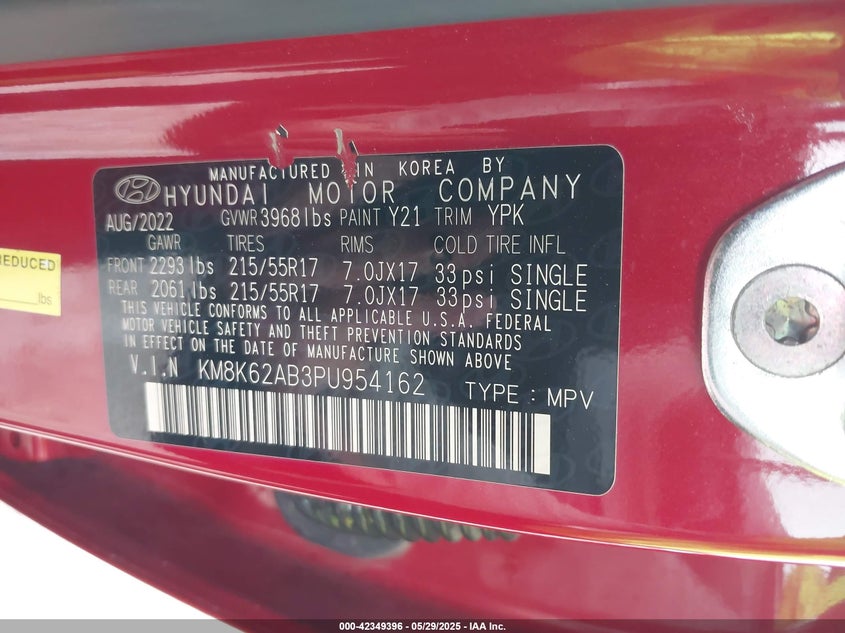 MANUFACTURED IN KOREA BY
HYUNDAI MOTOR COMPANY
AUG/2022 GVWR 3968lbs PAINT Y21 TRIM YPK
GAWR TIRES RIMS COLD TIRE INFL
FRONT 2293lbs 215/55R17 7.0JX17 33psi SINGLE
REAR 2061lbs 215/55R17 7.0JX17 33psi SINGLE
THIS VEHICLE CONFORMS TO ALL APPLICABLE U.S.A. FEDERAL
MOTOR VEHICLE SAFETY AND THEFT PREVENTION STANDARDS
IN EFFECT ON THE DATE OF MANUFACTURE SHOWN ABOVE
V.I.N KM8K62AB3PU954162 TYPE : MPV
REDUCED
lbs
000-42349396 - 05/29/2025 - IAA Inc.